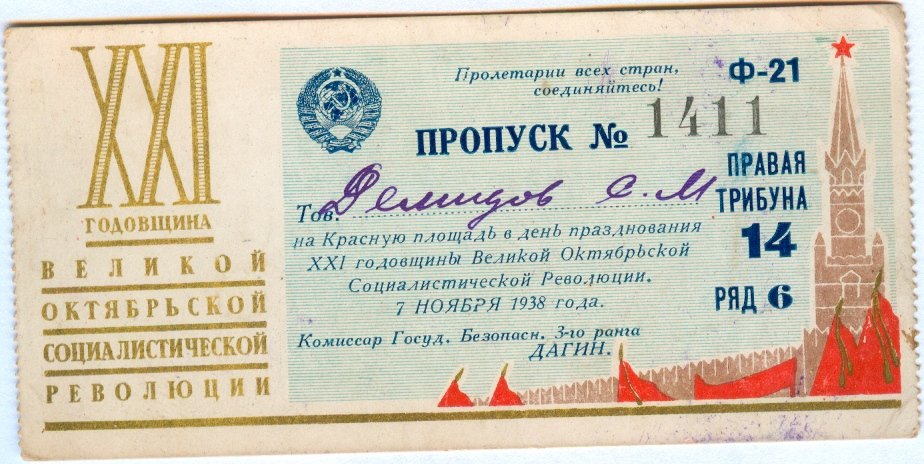 XXI
ГОДОВЩИНА
ВЕЛИКОЙ
ОКТЯБРЬСКОЙ
СОЦИАЛИСТИЧЕСКОЙ
РЕВОЛЮЦИИ
Пролетарии всех стран,
соединяйтесь!
Ф-21
ПРОПУСК № 1411
ПРАВАЯ
ТРИБУНА
14
РЯД 6
Тов. Демидов С. М
на Красную площадь в день празднования
XXI годовщины Великой Октябрьской
Социалистической Революции.
7 НОЯБРЯ 1938 года.
Комиссар Госуд. Безопасн. 3-го ранга
ДАГИН.